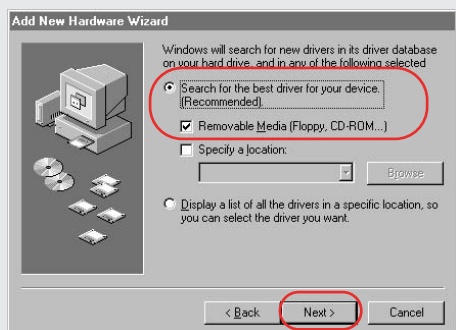 Add New Hardware Wizard
Windows will search for new drivers in its driver database
on your hard drive, and in any of the following selected
Search for the best driver for your device.
(Recommended).
Removable Media (Floppy, CD-ROM...)
Specify a location:
Browse
Display a list of all the drivers in a specific location, so
you can select the driver you want.
< Back
Next >
Cancel